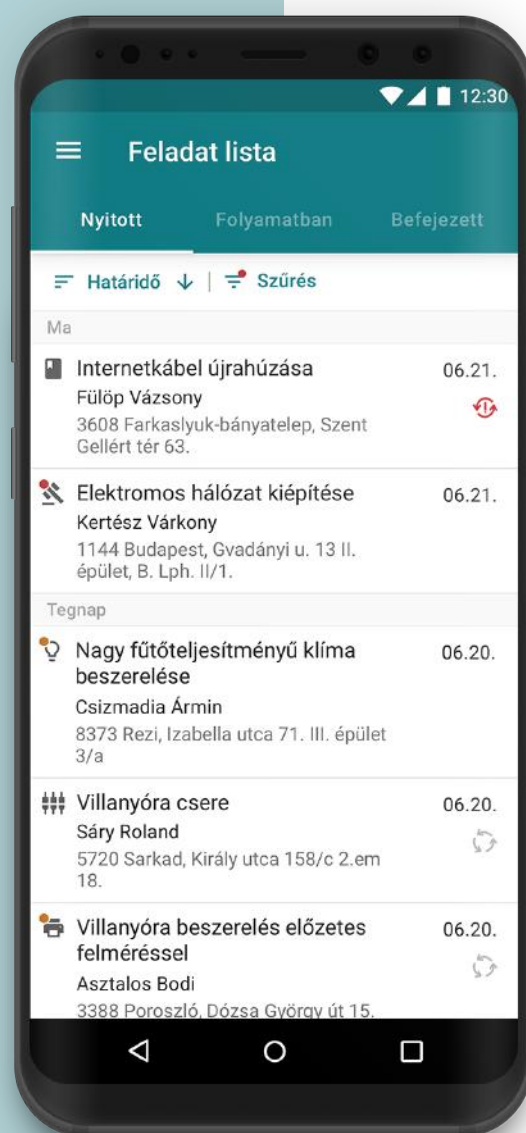 12:30
Feladat lista
Nyitott Folyamatban Befejezett
Határidő Szűrés
Ma
Internetkábel újrahúzása 06.21.
Fülöp Vázsony
3608 Farkaslyuk-bányatelep, Szent
Gellért tér 63.
Elektromos hálózat kiépítése 06.21.
Kertész Várkony
1144 Budapest, Gvadányi u. 13 II.
épület, B. Lph. II/1.
Tegnap
Nagy fűtőteljesítményű klíma 06.20.
beszerelése
Csizmadia Ármin
8373 Rezi, Izabella utca 71. III. épület
3/a
Villanyóra csere 06.20.
Sáry Roland
5720 Sarkad, Király utca 158/c 2.em
18.
Villanyóra beszerelés előzetes 06.20.
felméréssel
Asztalos Bodi
3388 Poroszló, Dózsa György út 15.